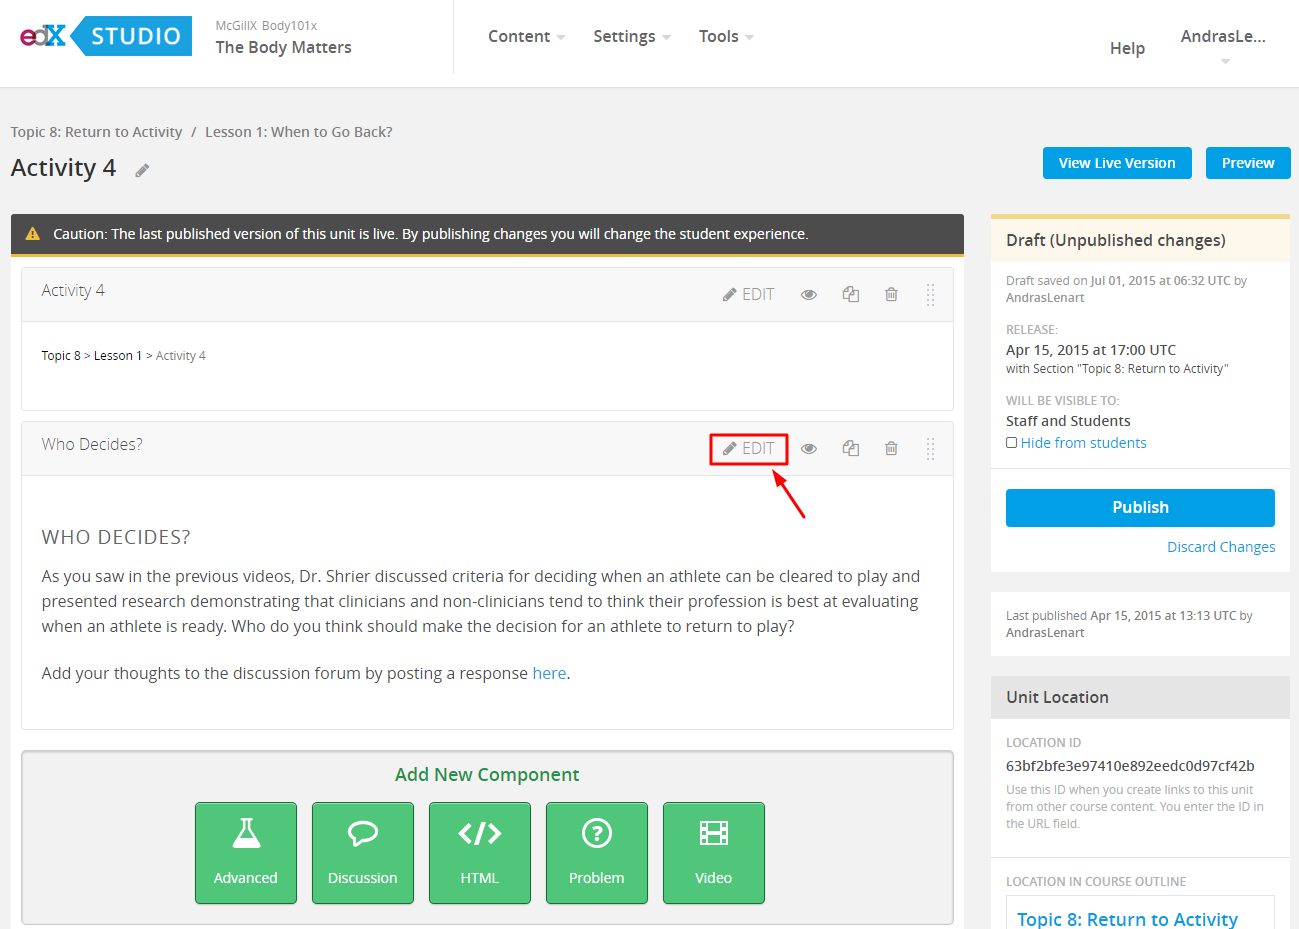 edX STUDIO
McGillX Body101x
The Body Matters
Content
Settings
Tools
Help
AndrasLe...
Topic 8: Return to Activity / Lesson 1: When to Go Back?
Activity 4
View Live Version
Preview
Caution: The last published version of this unit is live. By publishing changes you will change the student experience.
Activity 4
EDIT
Topic 8 > Lesson 1 > Activity 4
Who Decides?
EDIT
WHO DECIDES?
As you saw in the previous videos, Dr. Shrier discussed criteria for deciding when an athlete can be cleared to play and
presented research demonstrating that clinicians and non-clinicians tend to think their profession is best at evaluating
when an athlete is ready. Who do you think should make the decision for an athlete to return to play?
Add your thoughts to the discussion forum by posting a response here.
Add New Component
Advanced
Discussion
HTML
Problem
Video
Draft (Unpublished changes)
Draft saved on Jul 01, 2015 at 06:32 UTC by
AndrasLenart
RELEASE:
Apr 15, 2015 at 17:00 UTC
with Section "Topic 8: Return to Activity"
WILL BE VISIBLE TO:
Staff and Students
Hide from students
Publish
Discard Changes
Last published Apr 15, 2015 at 13:13 UTC by
AndrasLenart
Unit Location
LOCATION ID
63bf2bfe3e97410e892eedc0d97cf42b
Use this ID when you create links to this unit
from other course content. You enter the ID in
the URL field.
LOCATION IN COURSE OUTLINE
Topic 8: Return to Activity